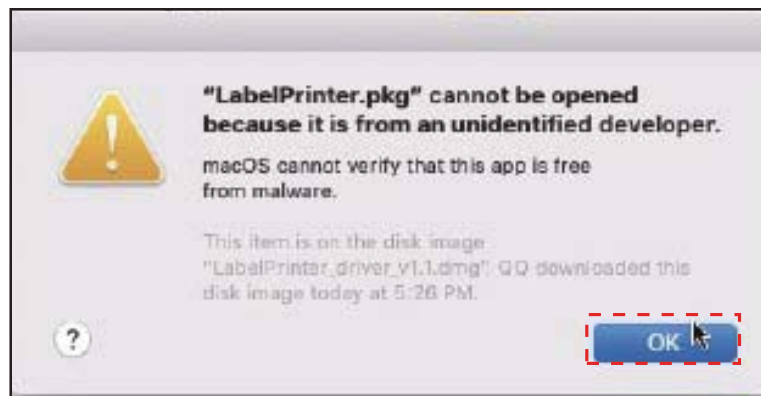 "LabelPrinter.pkg" cannot be opened
because it is from an unidentified developer.
macOS cannot verify that this app is free
from malware.
This item is on the disk image
"LabelPrinter_driver_v1.1.dmg". QQ downloaded this
disk image today at 5:26 PM.
?
OK